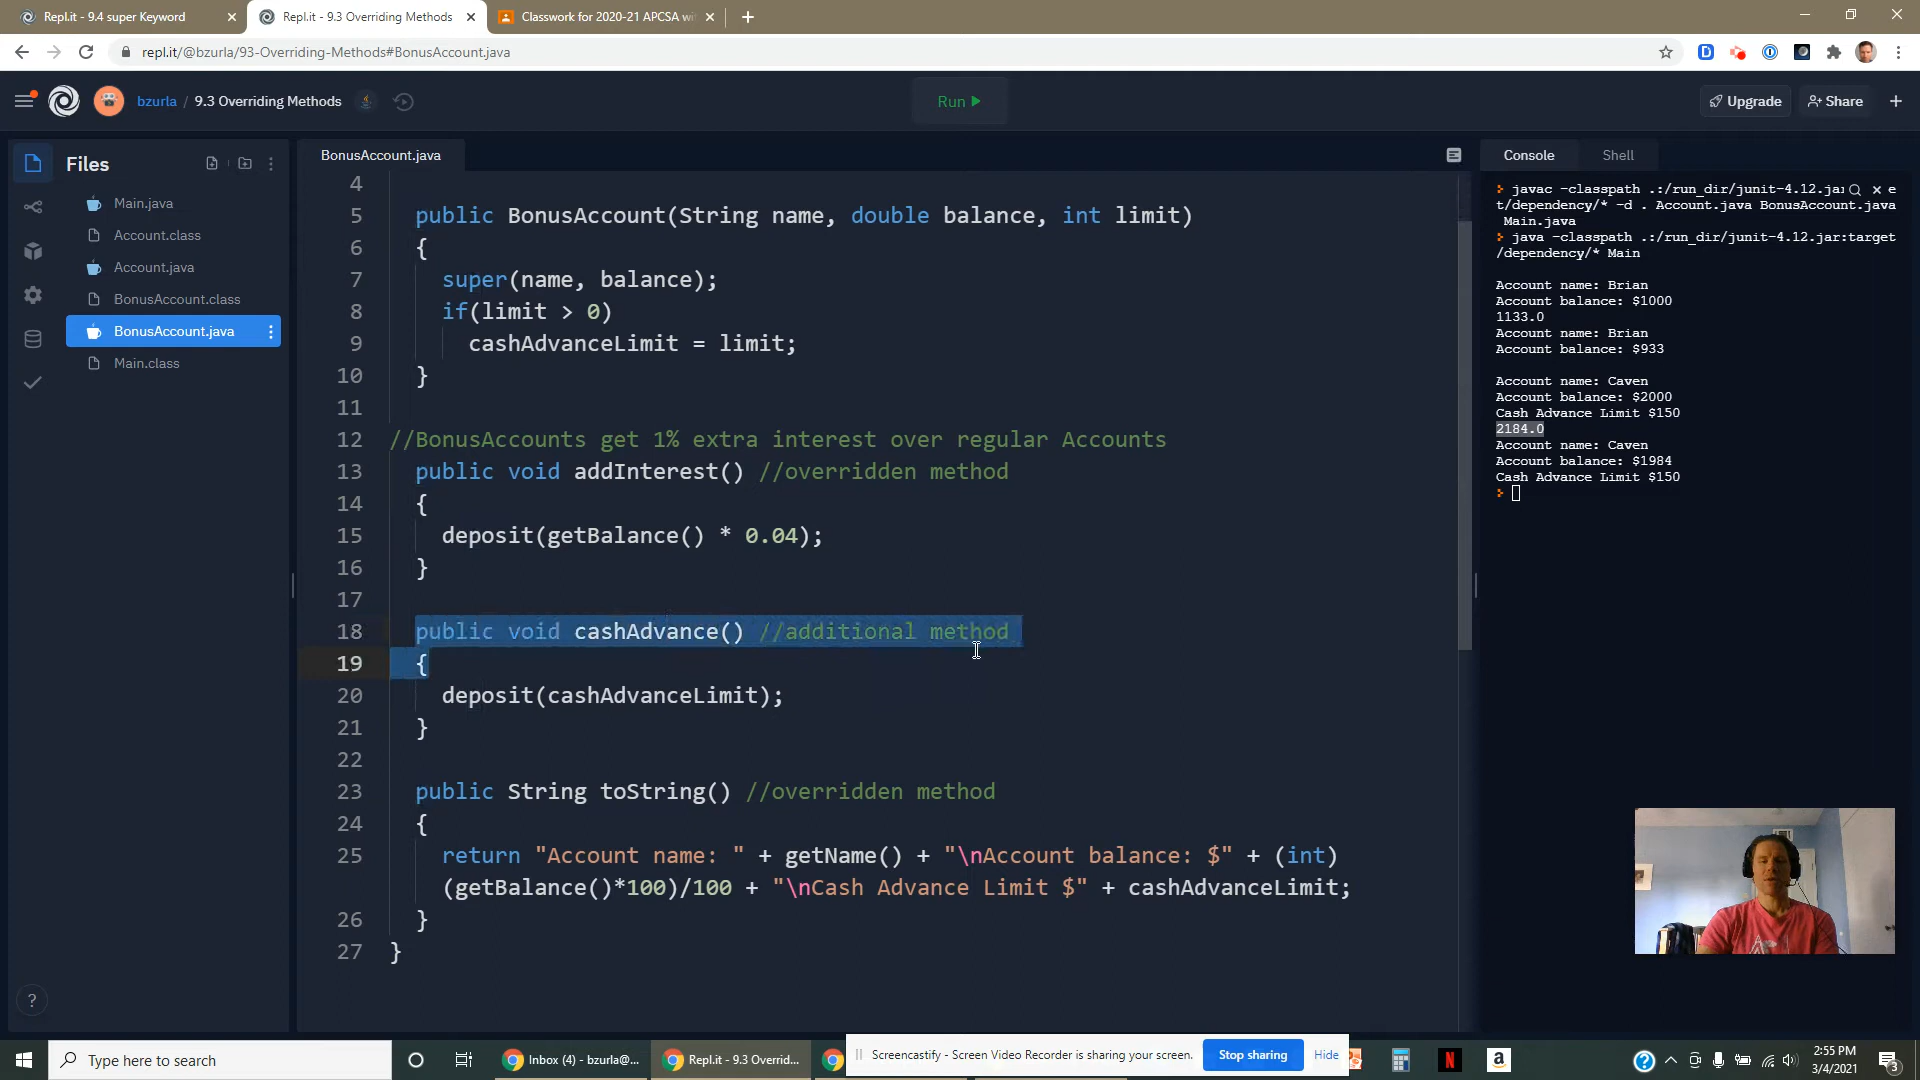 Repl.it - 9.4 super Keyword
Repl.it - 9.3 Overriding Methods
Classwork for 2020-21 APCSA wi
repl.it/@bzurla/93-Overriding-Methods#BonusAccount.java
bzurla / 9.3 Overriding Methods
Run
Upgrade
Share
Files
Main.java
Account.class
Account.java
BonusAccount.class
BonusAccount.java
Main.class
BonusAccount.java
4
5 public BonusAccount(String name, double balance, int limit)
6 {
7 super(name, balance);
8 if(limit > 0)
9 cashAdvanceLimit = limit;
10 }
11
12 //BonusAccounts get 1% extra interest over regular Accounts
13 public void addInterest() //overridden method
14 {
15 deposit(getBalance() * 0.04);
16 }
17
18 public void cashAdvance() //additional method
19 {
20 deposit(cashAdvanceLimit);
21 }
22
23 public String toString() //overridden method
24 {
25 return "Account name: " + getName() + "\nAccount balance: $" + (int)
(getBalance()*100)/100 + "\nCash Advance Limit $" + cashAdvanceLimit;
26 }
27 }
Console
Shell
> javac -classpath .:/run_dir/junit-4.12.jar e
t/dependency/* -d . Account.java BonusAccount.java
Main.java
> java -classpath .:/run_dir/junit-4.12.jar:target
/dependency/* Main
Account name: Brian
Account balance: $1000
1133.0
Account name: Brian
Account balance: $933
Account name: Caven
Account balance: $2000
Cash Advance Limit $150
2184.0
Account name: Caven
Account balance: $1984
Cash Advance Limit $150
>
?
Type here to search
Inbox (4) - bzurla@...
Repl.it - 9.3 Overrid...
Screencastify - Screen Video Recorder is sharing your screen.
Stop sharing
Hide
N
a
2:55 PM
3/4/2021
3